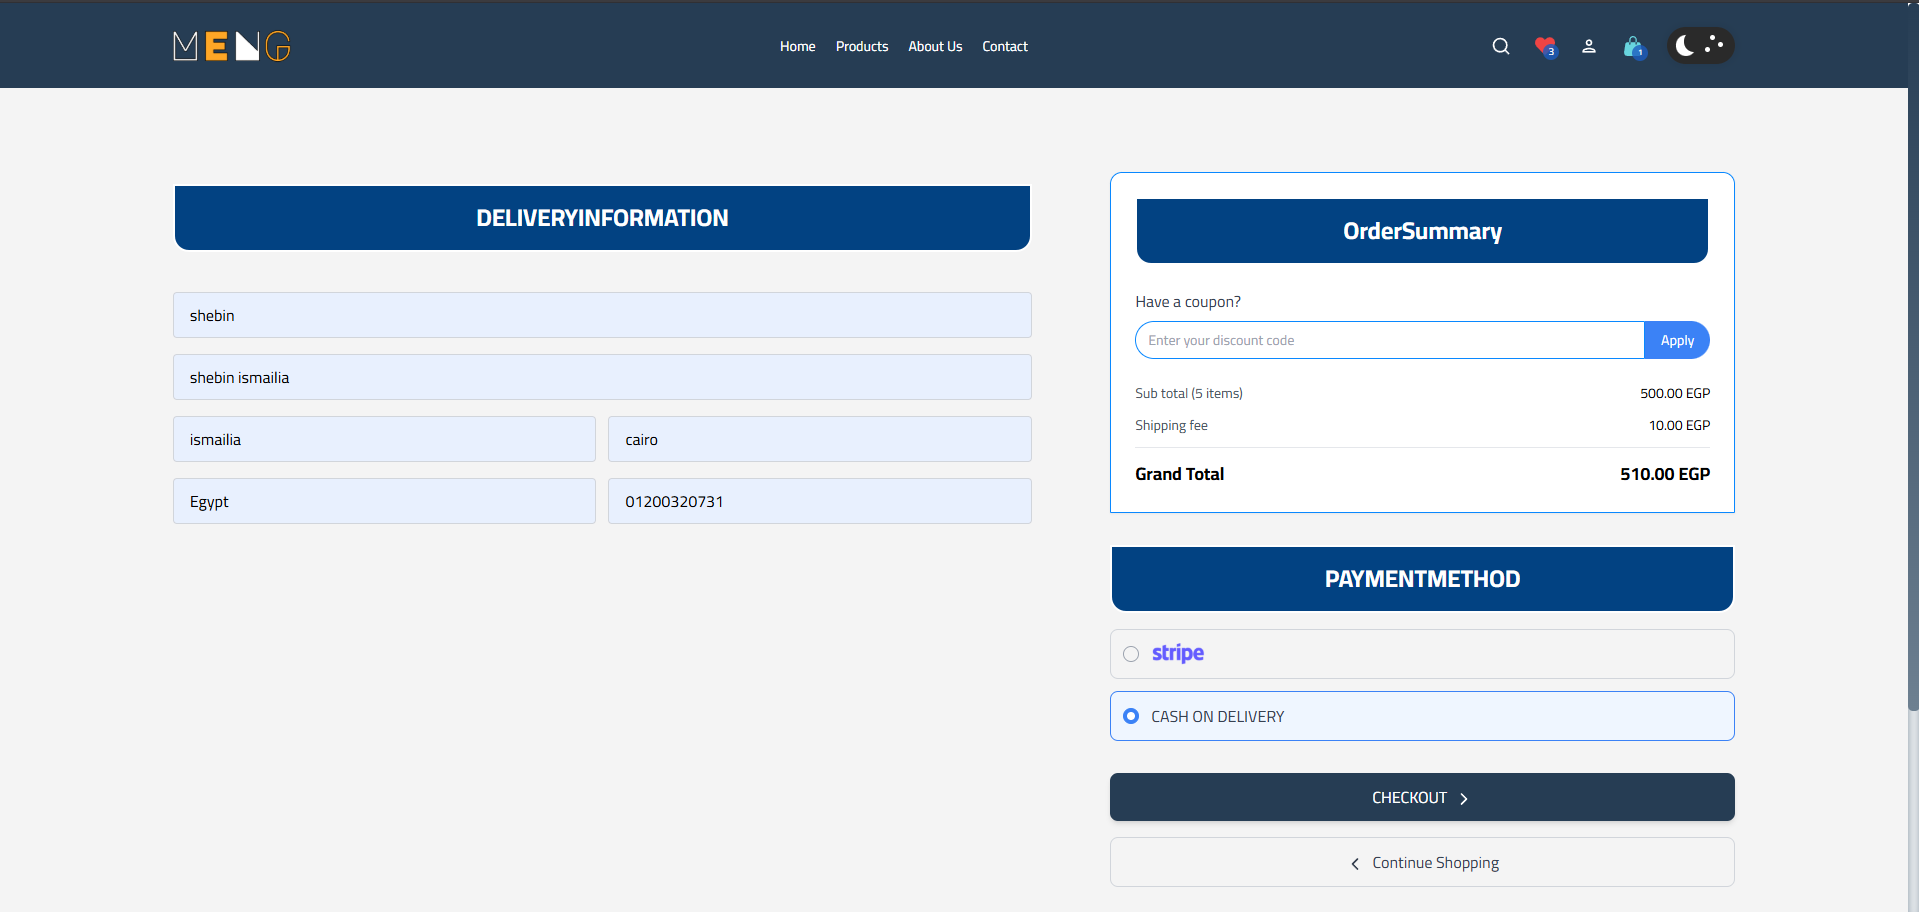 MENG
Home Products About Us Contact
3
1
DELIVERYINFORMATION
shebin
shebin ismailia
ismailia
cairo
Egypt
01200320731
OrderSummary
Have a coupon?
Enter your discount code
Apply
Sub total (5 items) 500.00 EGP
Shipping fee 10.00 EGP
Grand Total 510.00 EGP
PAYMENTMETHOD
stripe
CASH ON DELIVERY
CHECKOUT
Continue Shopping